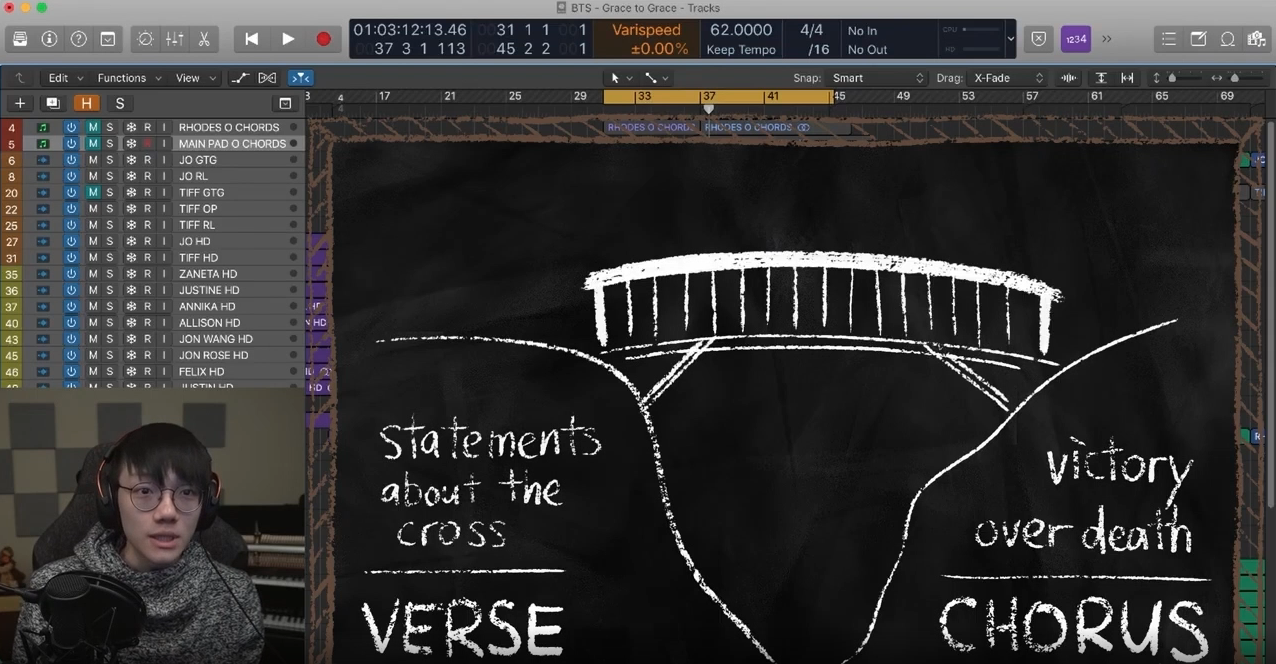 BTS - Grace to Grace - Tracks
01:03:12:13.46
37 3 1 113
31 1 1 1
45 2 2 1
Varispeed
±0.00%
62.0000
Keep Tempo
4/4
/16
No In
No Out
CPU
HD
1234
Edit
Functions
View
Snap: Smart
Drag: X-Fade
H
S
17 21 25 29 33 37 41 45 49 53 57 61 65 69
4 M S R I RHODES O CHORDS
5 M S R I MAIN PAD O CHORDS
6 M S R I JO GTG
8 M S R I JO RL
20 M S R I TIFF GTG
22 M S R I TIFF OP
25 M S R I TIFF RL
27 M S R I JO HD
31 M S R I TIFF HD
35 M S R I ZANETA HD
36 M S R I JUSTINE HD
37 M S R I ANNIKA HD
40 M S R I ALLISON HD
43 M S R I JON WANG HD
45 M S R I JON ROSE HD
46 M S R I FELIX HD
RHODES O CHORDS
RHODES O CHORDS
statements
about the
cross
VERSE
victory
over death
CHORUS